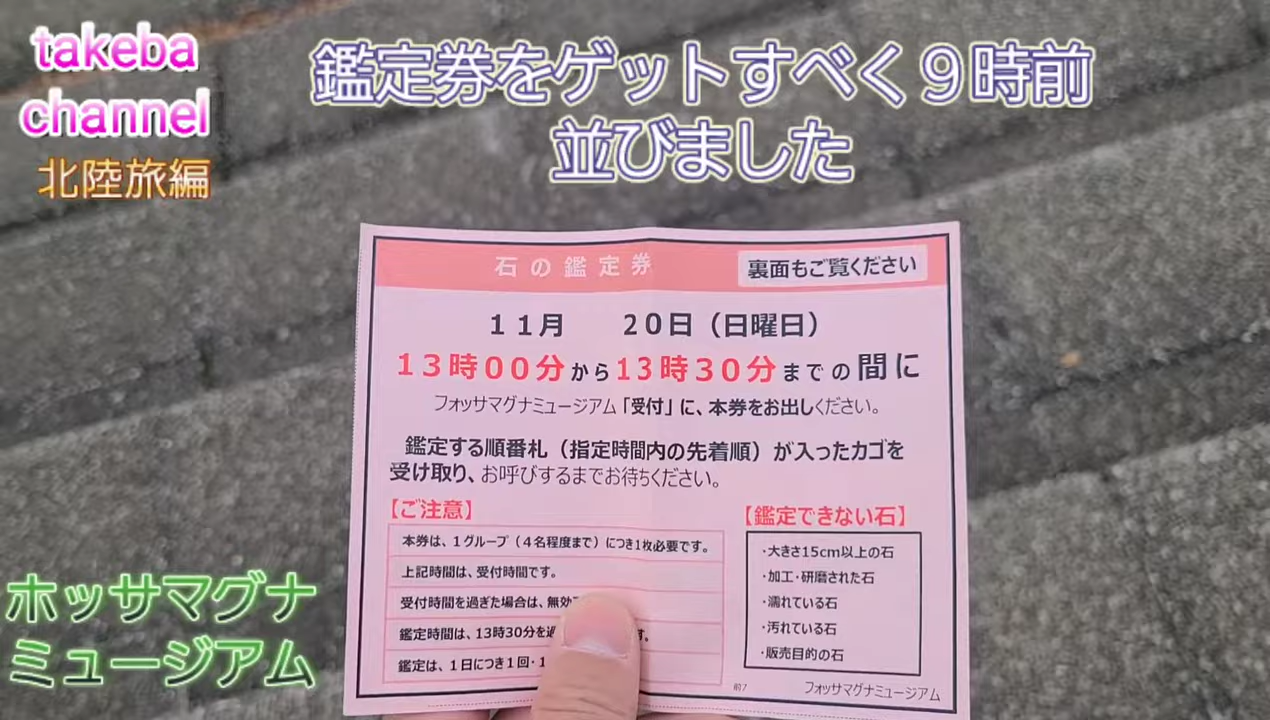 takeba
channel
北陸旅編
鑑定券をゲットすべく９時前
並びました
石の鑑定券
裏面もご覧ください
１１月　２０日（日曜日）
１３時００分から１３時３０分までの間に
フォッサマグナミュージアム「受付」に、本券をお出しください。
鑑定する順番札（指定時間内の先着順）が入ったカゴを
受け取り、お呼びするまでお待ちください。
【ご注意】
本券は、１グループ（４名程度まで）につき1枚必要です。
上記時間は、受付時間です。
受付時間を過ぎた場合は、無効
鑑定時間は、13時30分を過 す。
鑑定は、１日につき１回・１
【鑑定できない石】
・大きさ15cm以上の石
・加工・研磨された石
・濡れている石
・汚れている石
・販売目的の石
前7
フォッサマグナミュージアム
ホッサマグナ
ミュージアム